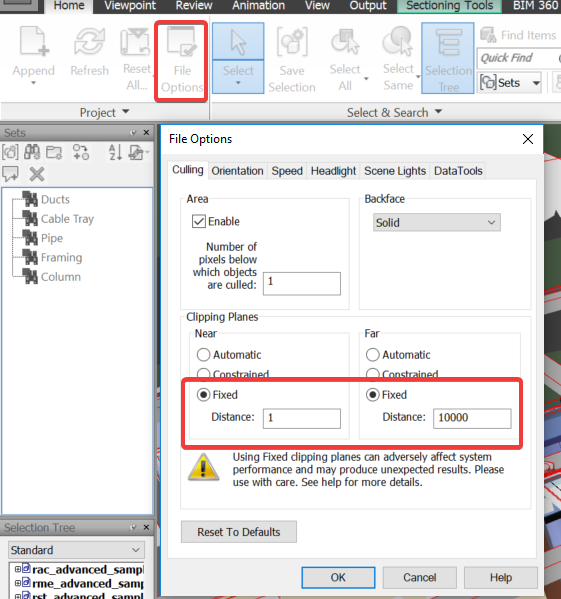 Home Viewpoint Review Animation View Output Sectioning Tools BIM 360
Append
Refresh
Reset All...
File Options
Select
Save Selection
Select All
Select Same
Selection Tree
Find Items
Quick Find
Sets
Project
Select & Search
Sets
Ducts
Cable Tray
Pipe
Framing
Column
File Options
Culling Orientation Speed Headlight Scene Lights DataTools
Area
Enable
Number of
pixels below
which objects
are culled: 1
Backface
Solid
Clipping Planes
Near
Automatic
Constrained
Fixed
Distance: 1
Far
Automatic
Constrained
Fixed
Distance: 10000
Using Fixed clipping planes can adversely affect system
performance and may produce unexpected results. Please
use with care. See help for more details.
Reset To Defaults
OK Cancel Help
Selection Tree
Standard
rac_advanced_samp
rme_advanced_samp
rst_advanced_samp